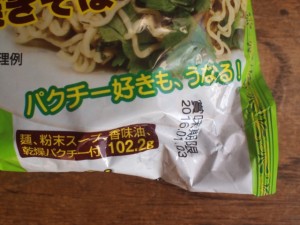 焼きそば
理例
パクチー好きも、うなる!
麺、粉末スープ、香味油、
乾燥パクチー付 102.2g
賞味期限
2016.01.03